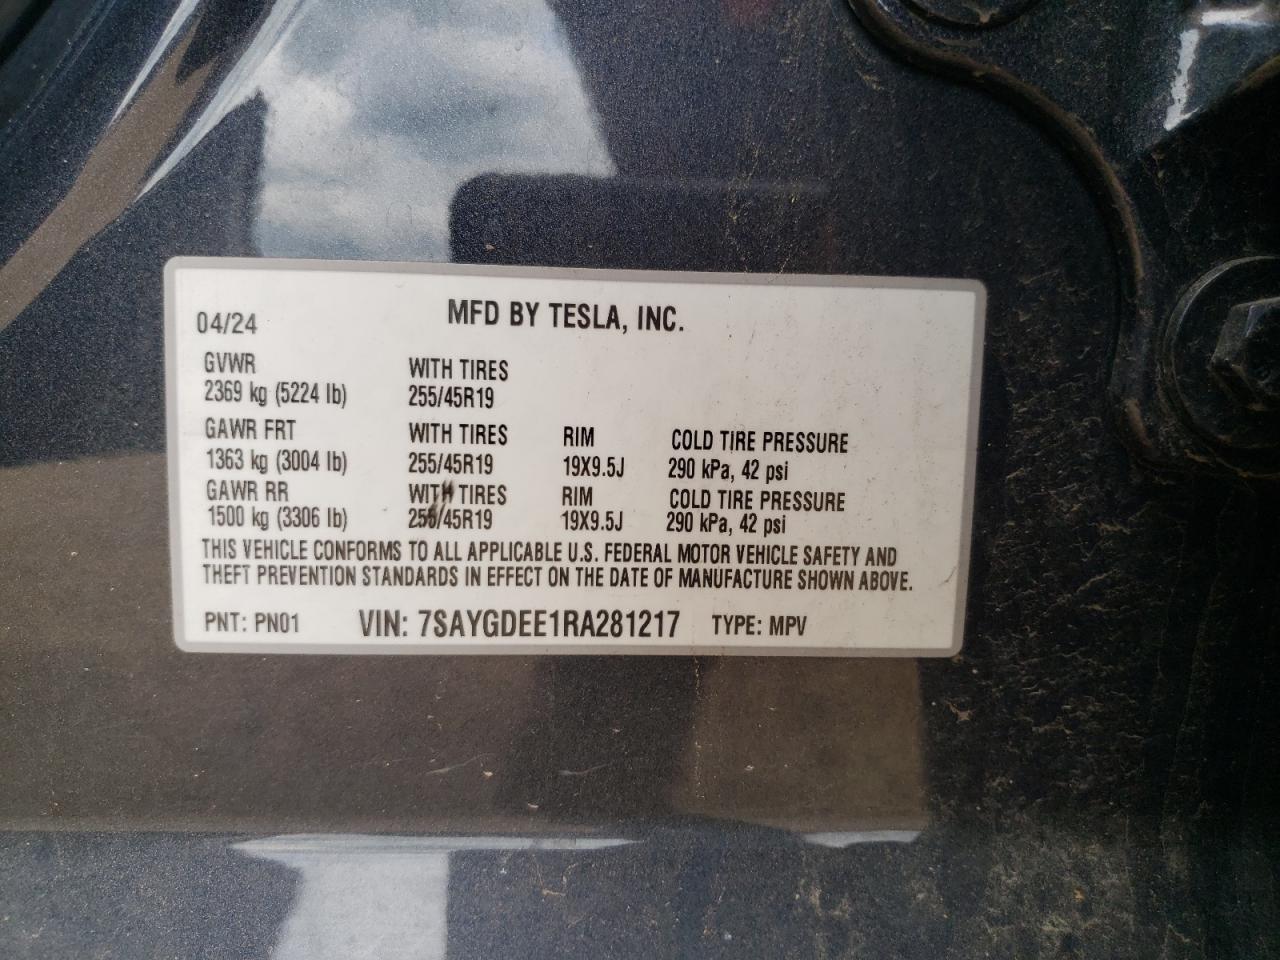 MFD BY TESLA, INC.
04/24
GVWR WITH TIRES
2369 kg (5224 lb) 255/45R19
GAWR FRT WITH TIRES RIM COLD TIRE PRESSURE
1363 kg (3004 lb) 255/45R19 19X9.5J 290 kPa, 42 psi
GAWR RR WITH TIRES RIM COLD TIRE PRESSURE
1500 kg (3306 lb) 255/45R19 19X9.5J 290 kPa, 42 psi
THIS VEHICLE CONFORMS TO ALL APPLICABLE U.S. FEDERAL MOTOR VEHICLE SAFETY AND
THEFT PREVENTION STANDARDS IN EFFECT ON THE DATE OF MANUFACTURE SHOWN ABOVE.
PNT: PN01 VIN: 7SAYGDEE1RA281217 TYPE: MPV